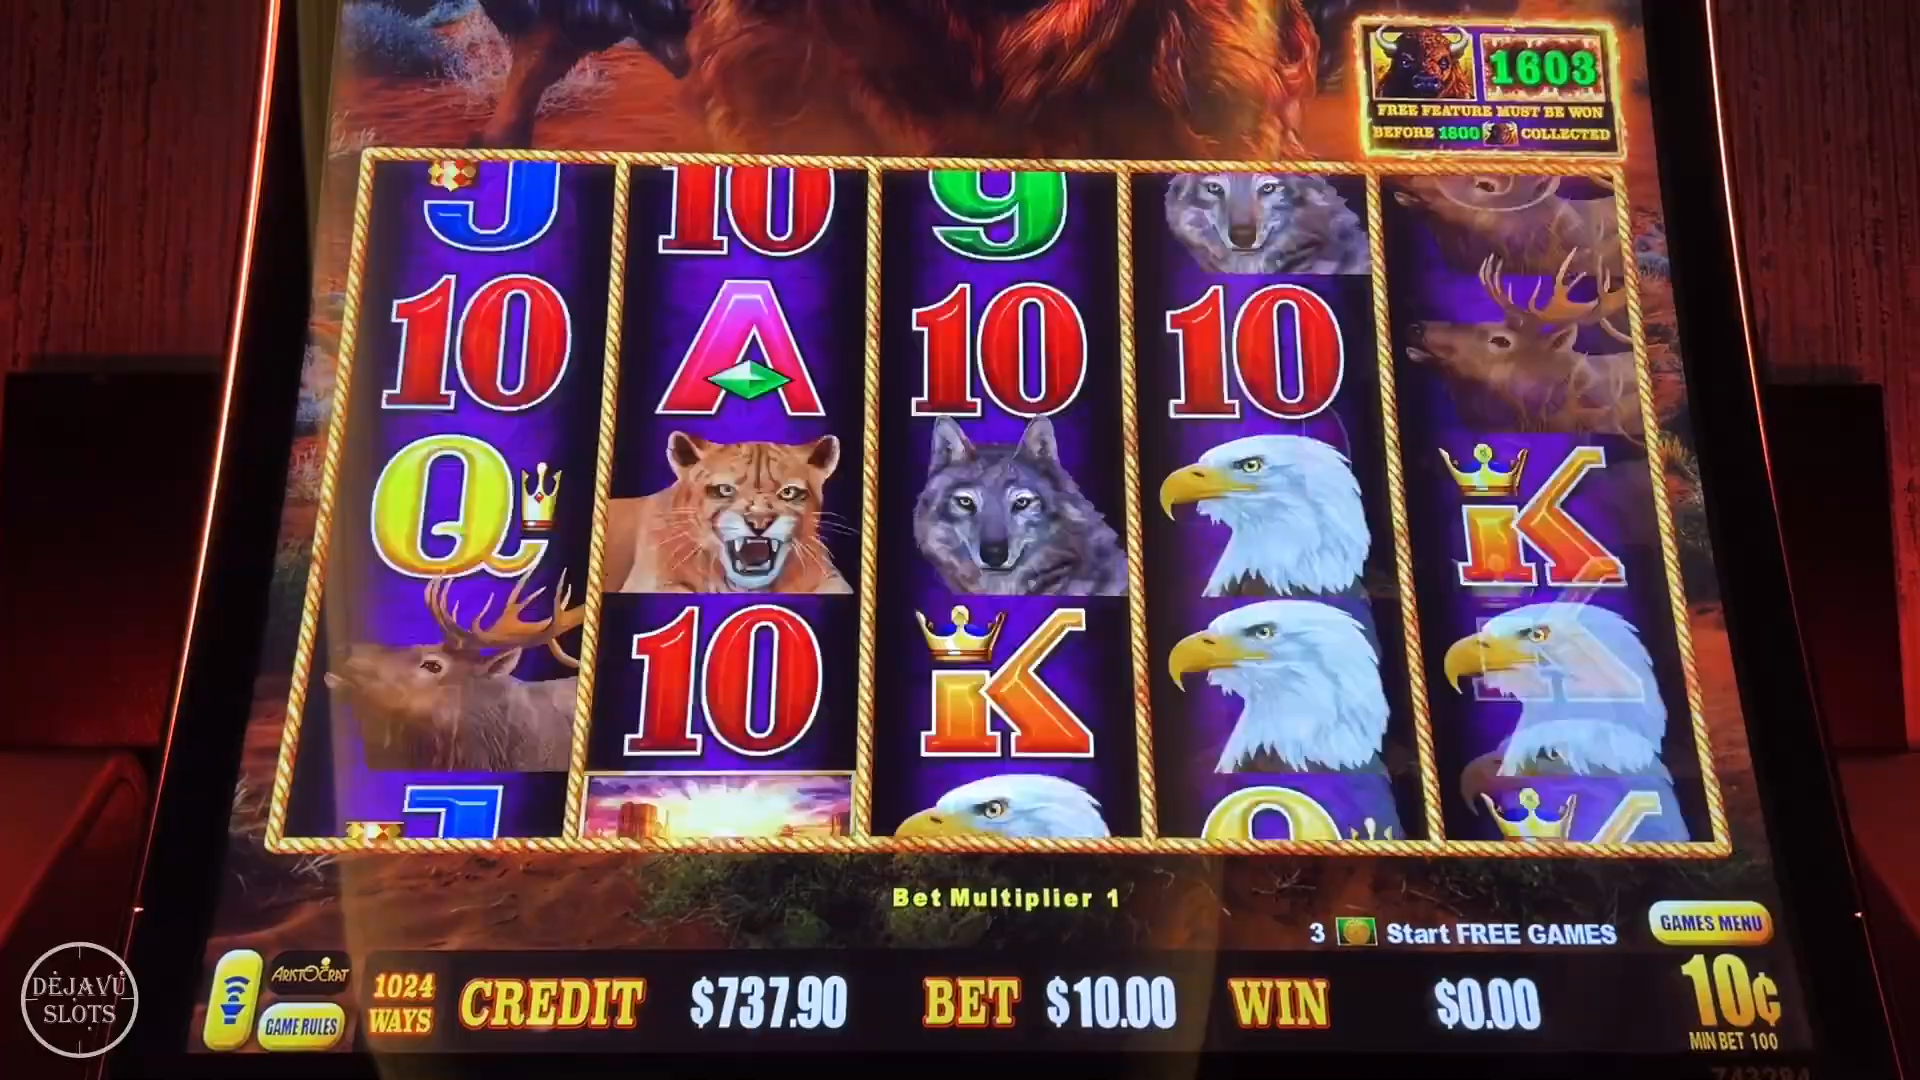 1603
FREE FEATURE MUST BE WON
BEFORE 1800 COLLECTED
J 10 9
10 A 10 10
Q K
10 K
J Q K
Bet Multiplier 1
3 Start FREE GAMES
GAMES MENU
ARISTOCRAT
GAME RULES
1024
WAYS
CREDIT $737.90 BET $10.00 WIN $0.00
10¢
MIN BET 100
DÉJAVU
SLOTS